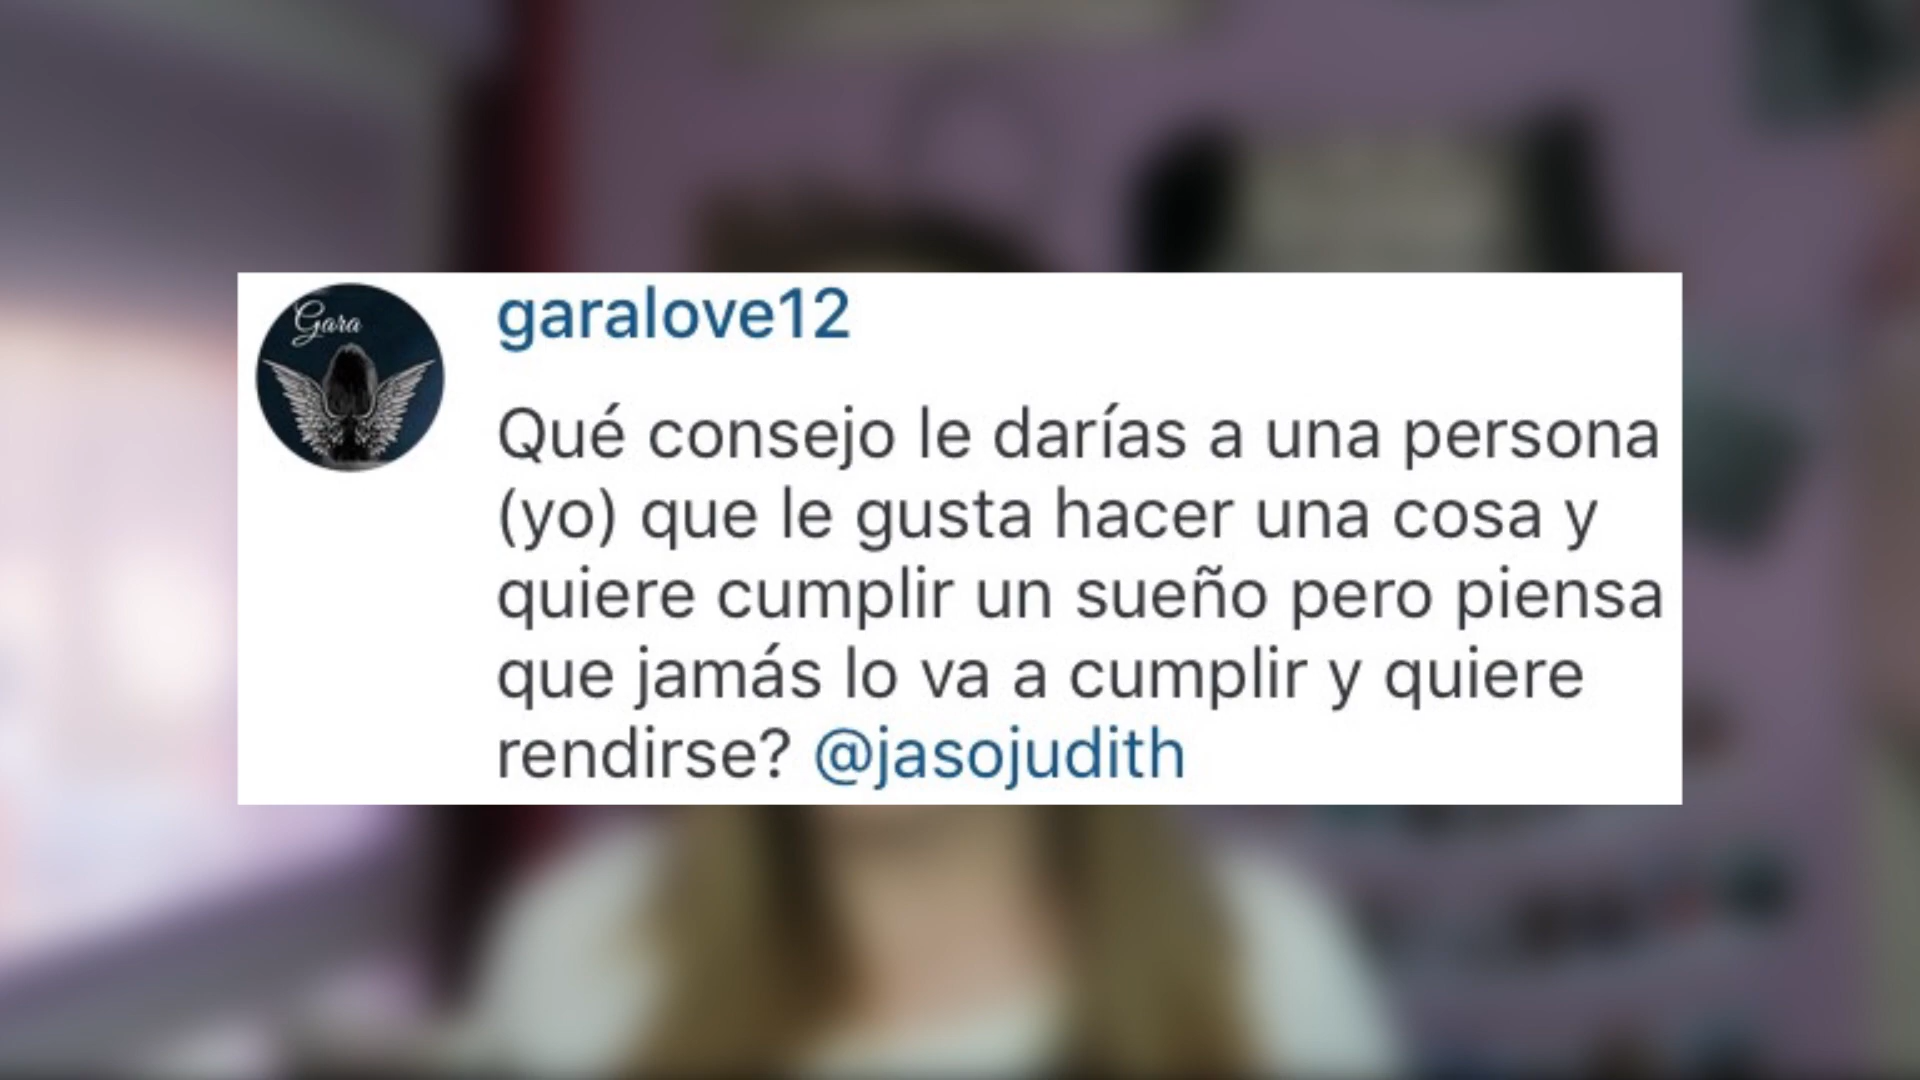 Gara
garalove12
Qué consejo le darías a una persona
(yo) que le gusta hacer una cosa y
quiere cumplir un sueño pero piensa
que jamás lo va a cumplir y quiere
rendirse? @jasojudith